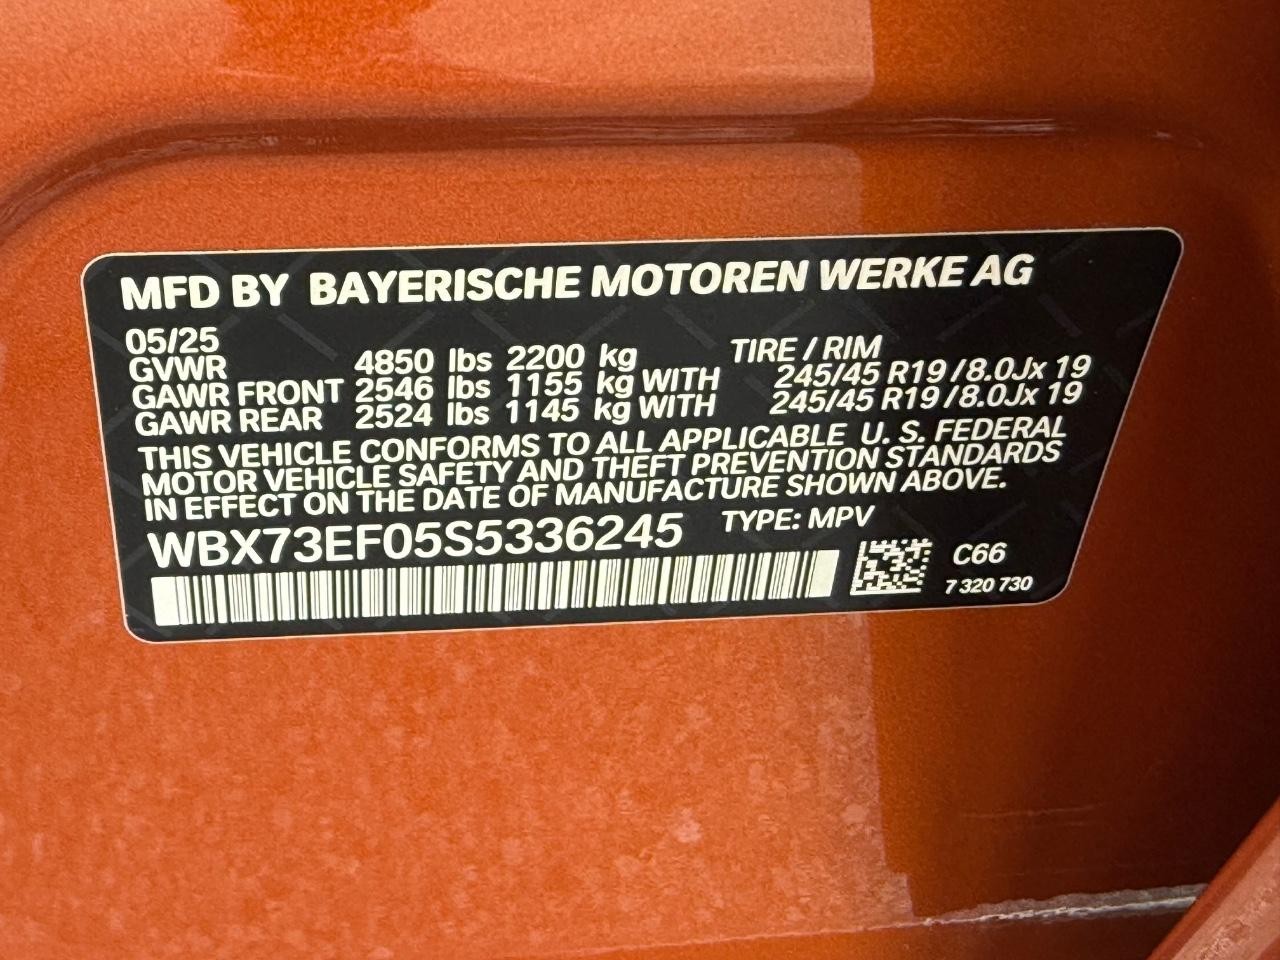 MFD BY BAYERISCHE MOTOREN WERKE AG
05/25
GVWR 4850 lbs 2200 kg TIRE / RIM
GAWR FRONT 2546 lbs 1155 kg WITH 245/45 R19 / 8.0Jx 19
GAWR REAR 2524 lbs 1145 kg WITH 245/45 R19 / 8.0Jx 19
THIS VEHICLE CONFORMS TO ALL APPLICABLE U. S. FEDERAL
MOTOR VEHICLE SAFETY AND THEFT PREVENTION STANDARDS
IN EFFECT ON THE DATE OF MANUFACTURE SHOWN ABOVE.
WBX73EF05S5336245 TYPE: MPV
C66
7 320 730